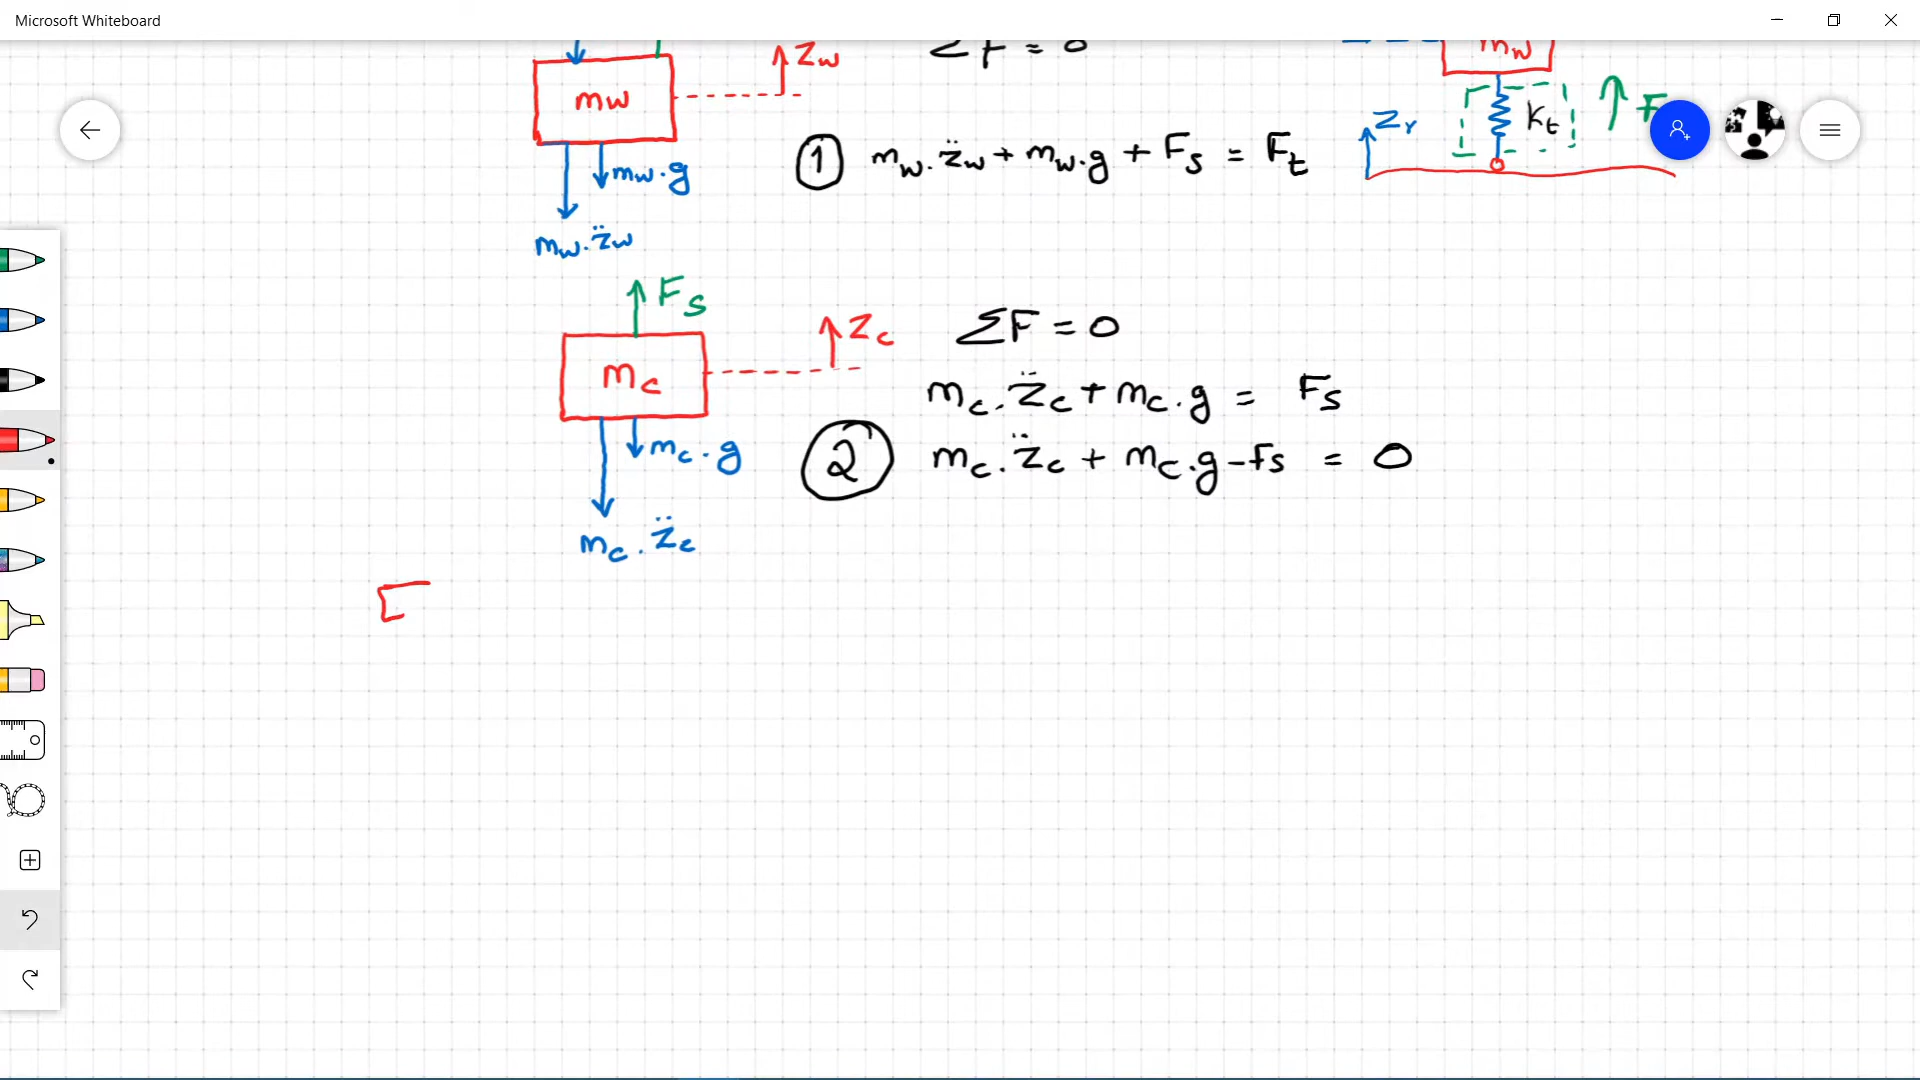 Microsoft Whiteboard
Zw
ΣF = 0
mw
mw
Zr
Kt
F
mw.g
① mw.z̈w + mw.g + Fs = Ft
mw.z̈w
Fs
Zc
ΣF = 0
mc
mc.z̈c + mc.g = Fs
mc.g
② mc.z̈c + mc.g - fs = 0
mc.z̈c